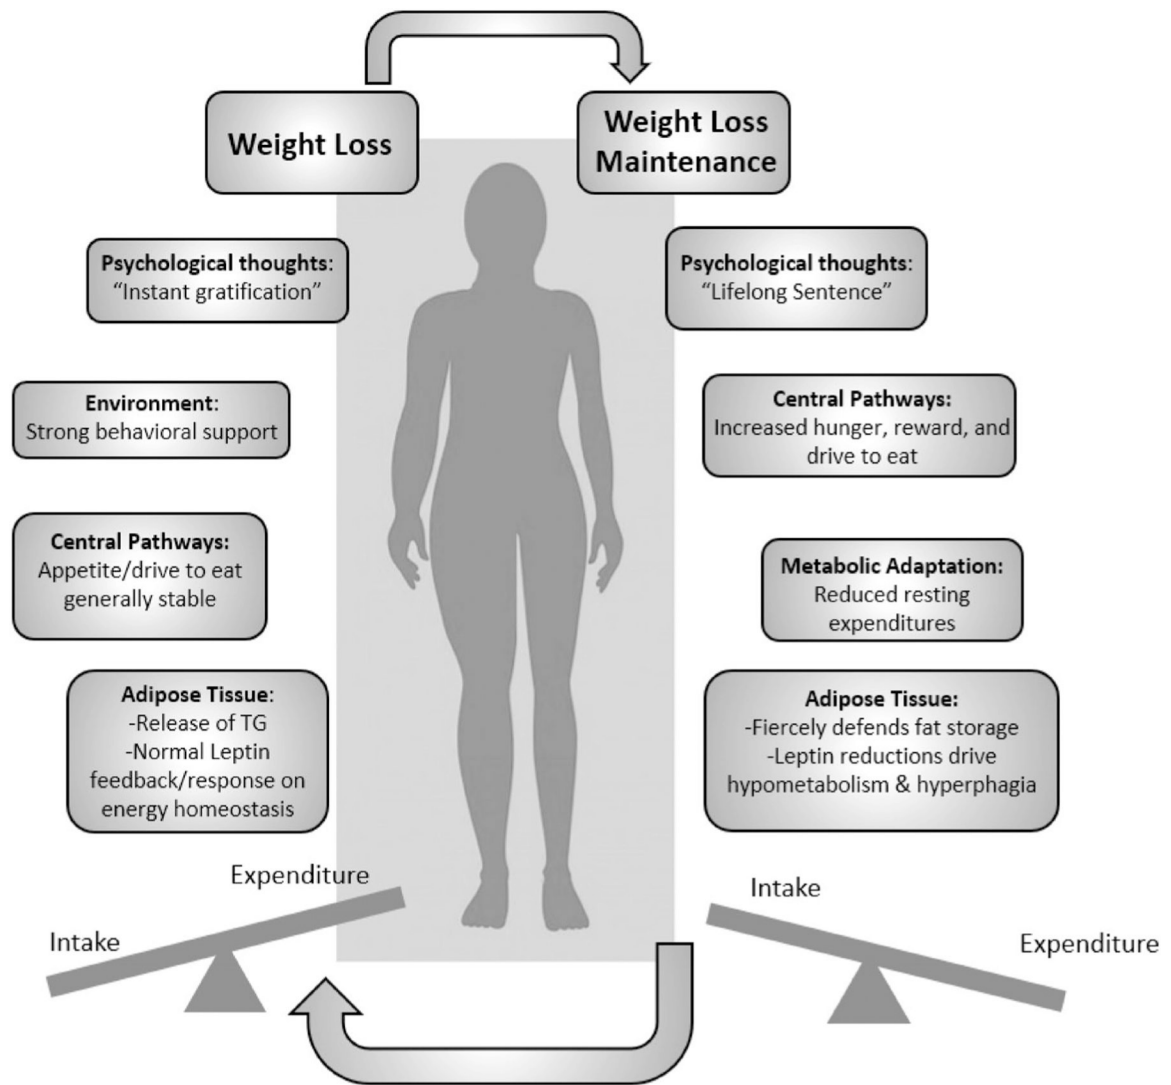 Weight Loss
Weight Loss
Maintenance
Psychological thoughts:
“Instant gratification”
Environment:
Strong behavioral support
Central Pathways:
Appetite/drive to eat
generally stable
Adipose Tissue:
-Release of TG
-Normal Leptin
feedback/response on
energy homeostasis
Psychological thoughts:
“Lifelong Sentence”
Central Pathways:
Increased hunger, reward, and
drive to eat
Metabolic Adaptation:
Reduced resting
expenditures
Adipose Tissue:
-Fiercely defends fat storage
-Leptin reductions drive
hypometabolism & hyperphagia
Expenditure
Intake
Intake
Expenditure